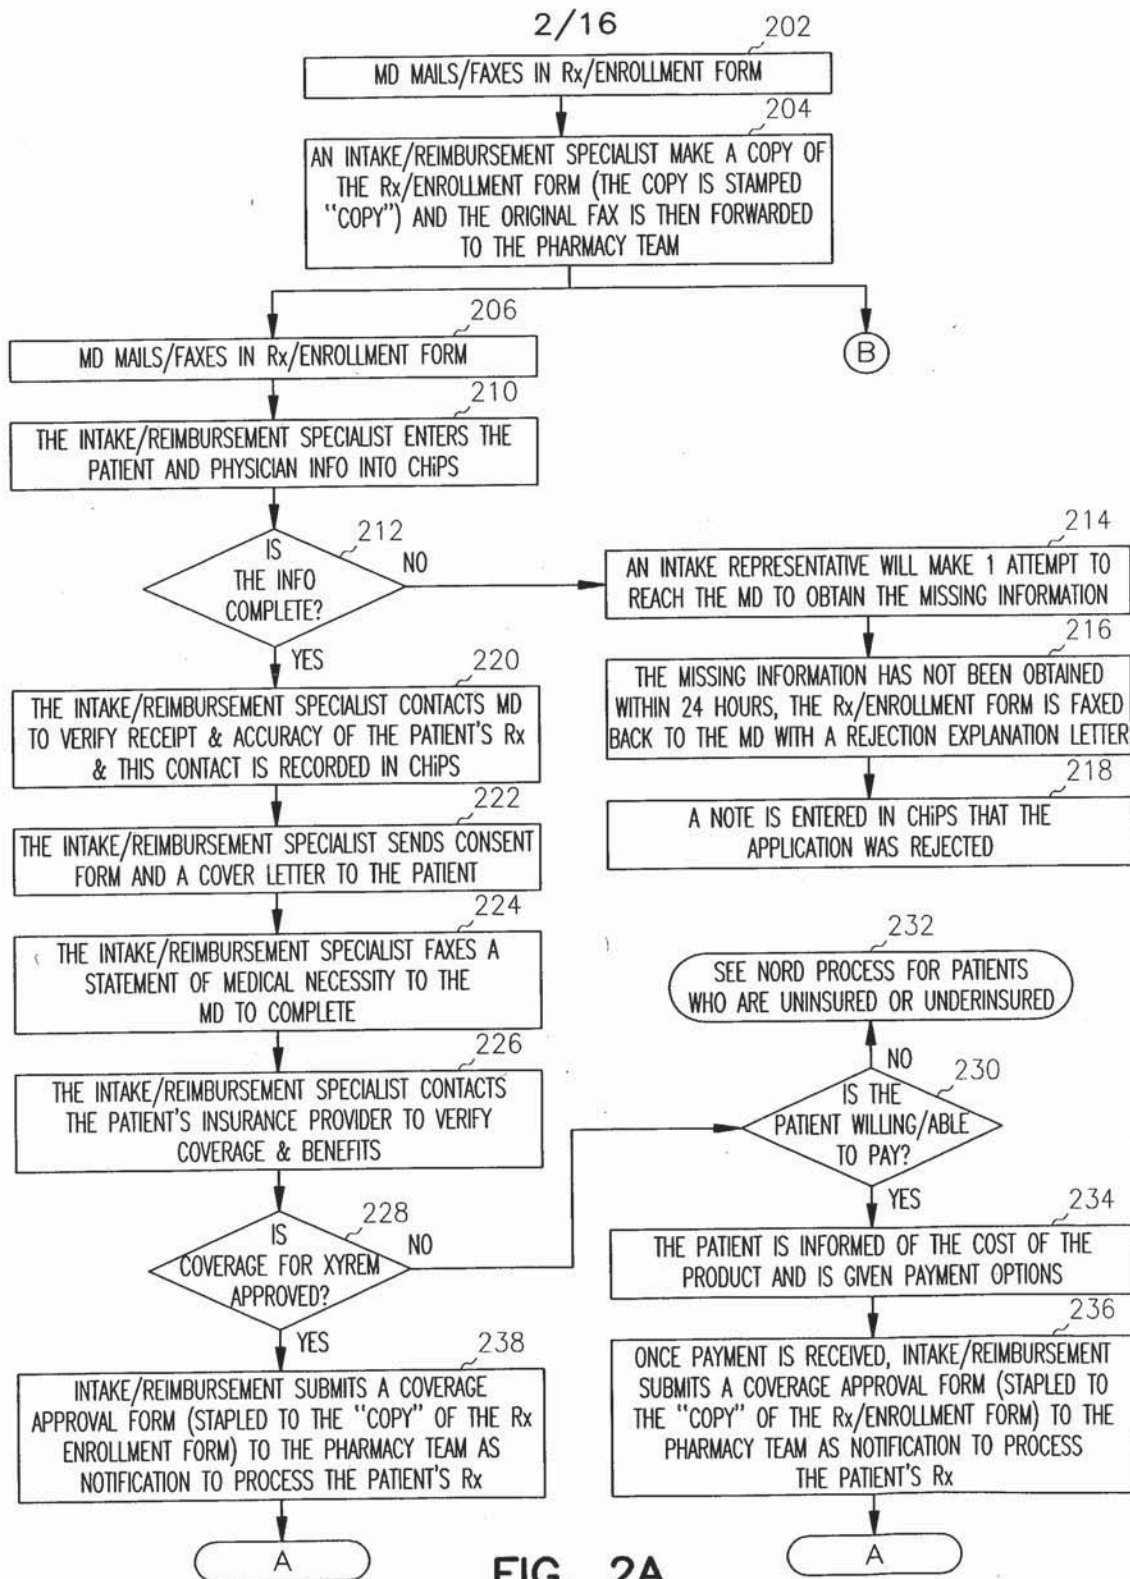 2/16
202
MD MAILS/FAXES IN Rx/ENROLLMENT FORM
204
AN INTAKE/REIMBURSEMENT SPECIALIST MAKE A COPY OF
THE Rx/ENROLLMENT FORM (THE COPY IS STAMPED
"COPY") AND THE ORIGINAL FAX IS THEN FORWARDED
TO THE PHARMACY TEAM
206
MD MAILS/FAXES IN Rx/ENROLLMENT FORM
B
210
THE INTAKE/REIMBURSEMENT SPECIALIST ENTERS THE
PATIENT AND PHYSICIAN INFO INTO CHiPS
212
IS
THE INFO
COMPLETE?
NO
YES
214
AN INTAKE REPRESENTATIVE WILL MAKE 1 ATTEMPT TO
REACH THE MD TO OBTAIN THE MISSING INFORMATION
216
THE MISSING INFORMATION HAS NOT BEEN OBTAINED
WITHIN 24 HOURS, THE Rx/ENROLLMENT FORM IS FAXED
BACK TO THE MD WITH A REJECTION EXPLANATION LETTER
218
A NOTE IS ENTERED IN CHiPS THAT THE
APPLICATION WAS REJECTED
220
THE INTAKE/REIMBURSEMENT SPECIALIST CONTACTS MD
TO VERIFY RECEIPT & ACCURACY OF THE PATIENT'S Rx
& THIS CONTACT IS RECORDED IN CHiPS
222
THE INTAKE/REIMBURSEMENT SPECIALIST SENDS CONSENT
FORM AND A COVER LETTER TO THE PATIENT
224
THE INTAKE/REIMBURSEMENT SPECIALIST FAXES A
STATEMENT OF MEDICAL NECESSITY TO THE
MD TO COMPLETE
226
THE INTAKE/REIMBURSEMENT SPECIALIST CONTACTS
THE PATIENT'S INSURANCE PROVIDER TO VERIFY
COVERAGE & BENEFITS
228
IS
COVERAGE FOR XYREM
APPROVED?
NO
YES
232
SEE NORD PROCESS FOR PATIENTS
WHO ARE UNINSURED OR UNDERINSURED
NO
230
IS THE
PATIENT WILLING/ABLE
TO PAY?
YES
234
THE PATIENT IS INFORMED OF THE COST OF THE
PRODUCT AND IS GIVEN PAYMENT OPTIONS
236
ONCE PAYMENT IS RECEIVED, INTAKE/REIMBURSEMENT
SUBMITS A COVERAGE APPROVAL FORM (STAPLED TO
THE "COPY" OF THE Rx/ENROLLMENT FORM) TO THE
PHARMACY TEAM AS NOTIFICATION TO PROCESS
THE PATIENT'S Rx
A
238
INTAKE/REIMBURSEMENT SUBMITS A COVERAGE
APPROVAL FORM (STAPLED TO THE "COPY" OF THE Rx
ENROLLMENT FORM) TO THE PHARMACY TEAM AS
NOTIFICATION TO PROCESS THE PATIENT'S Rx
A
FIG. 2A